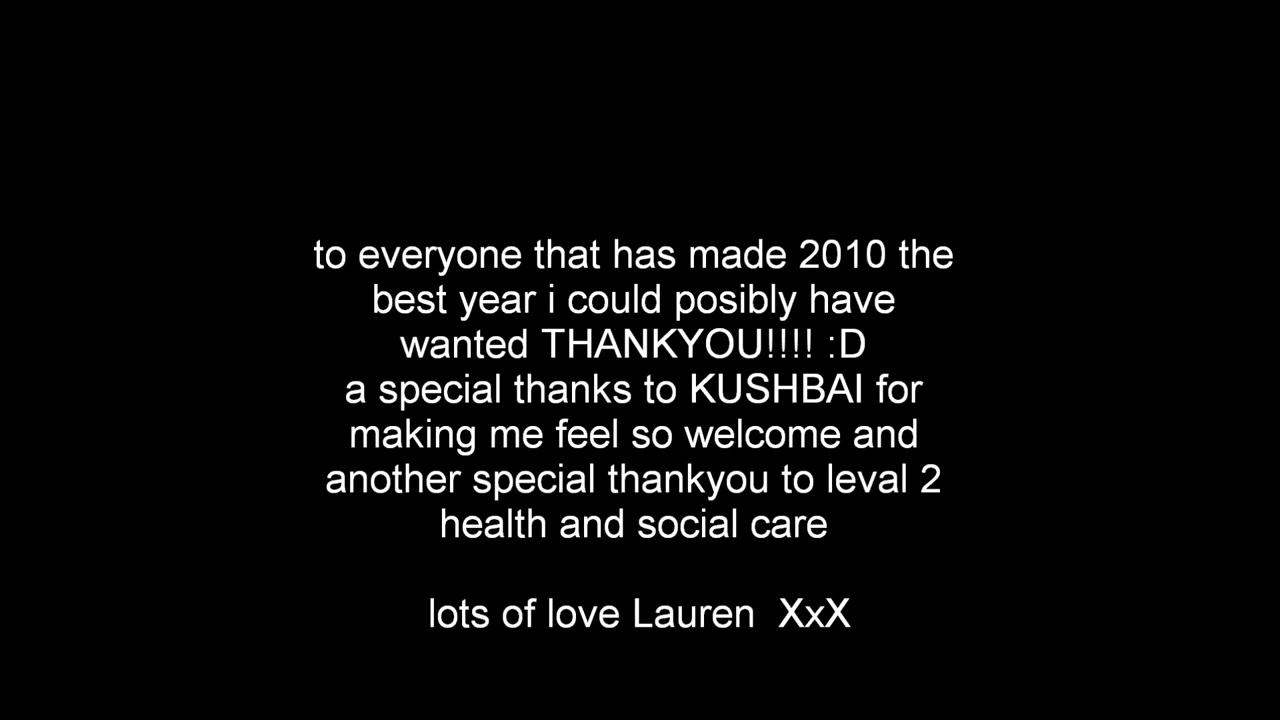 to everyone that has made 2010 the
best year i could posibly have
wanted THANKYOU!!!! :D
a special thanks to KUSHBAI for
making me feel so welcome and
another special thankyou to leval 2
health and social care
lots of love Lauren  XxX